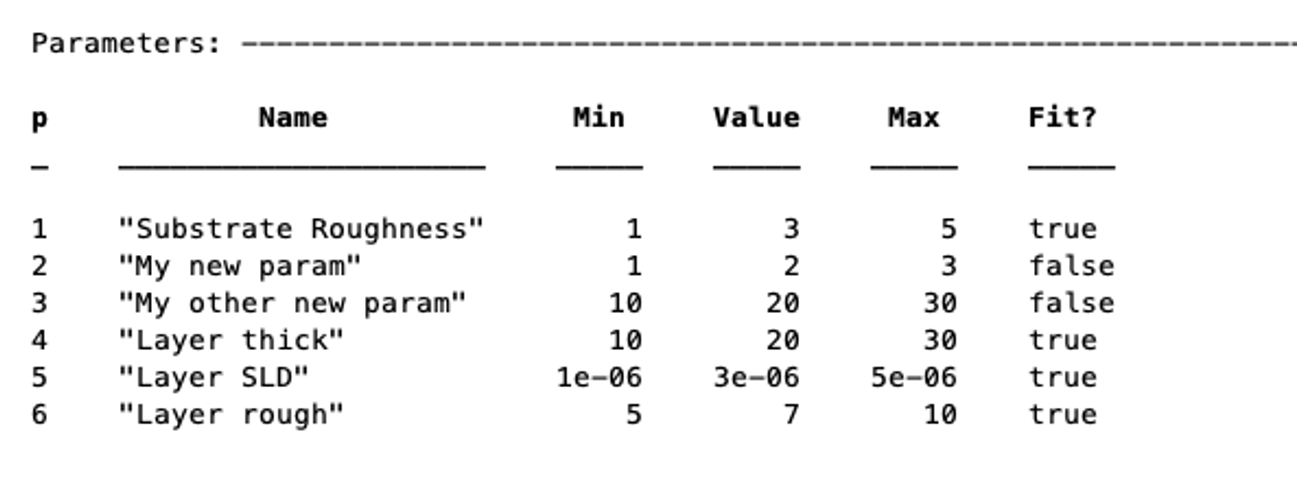 Parameters: --------------------------------------------------------------
p Name Min Value Max Fit?
1 "Substrate Roughness" 1 3 5 true
2 "My new param" 1 2 3 false
3 "My other new param" 10 20 30 false
4 "Layer thick" 10 20 30 true
5 "Layer SLD" 1e-06 3e-06 5e-06 true
6 "Layer rough" 5 7 10 true